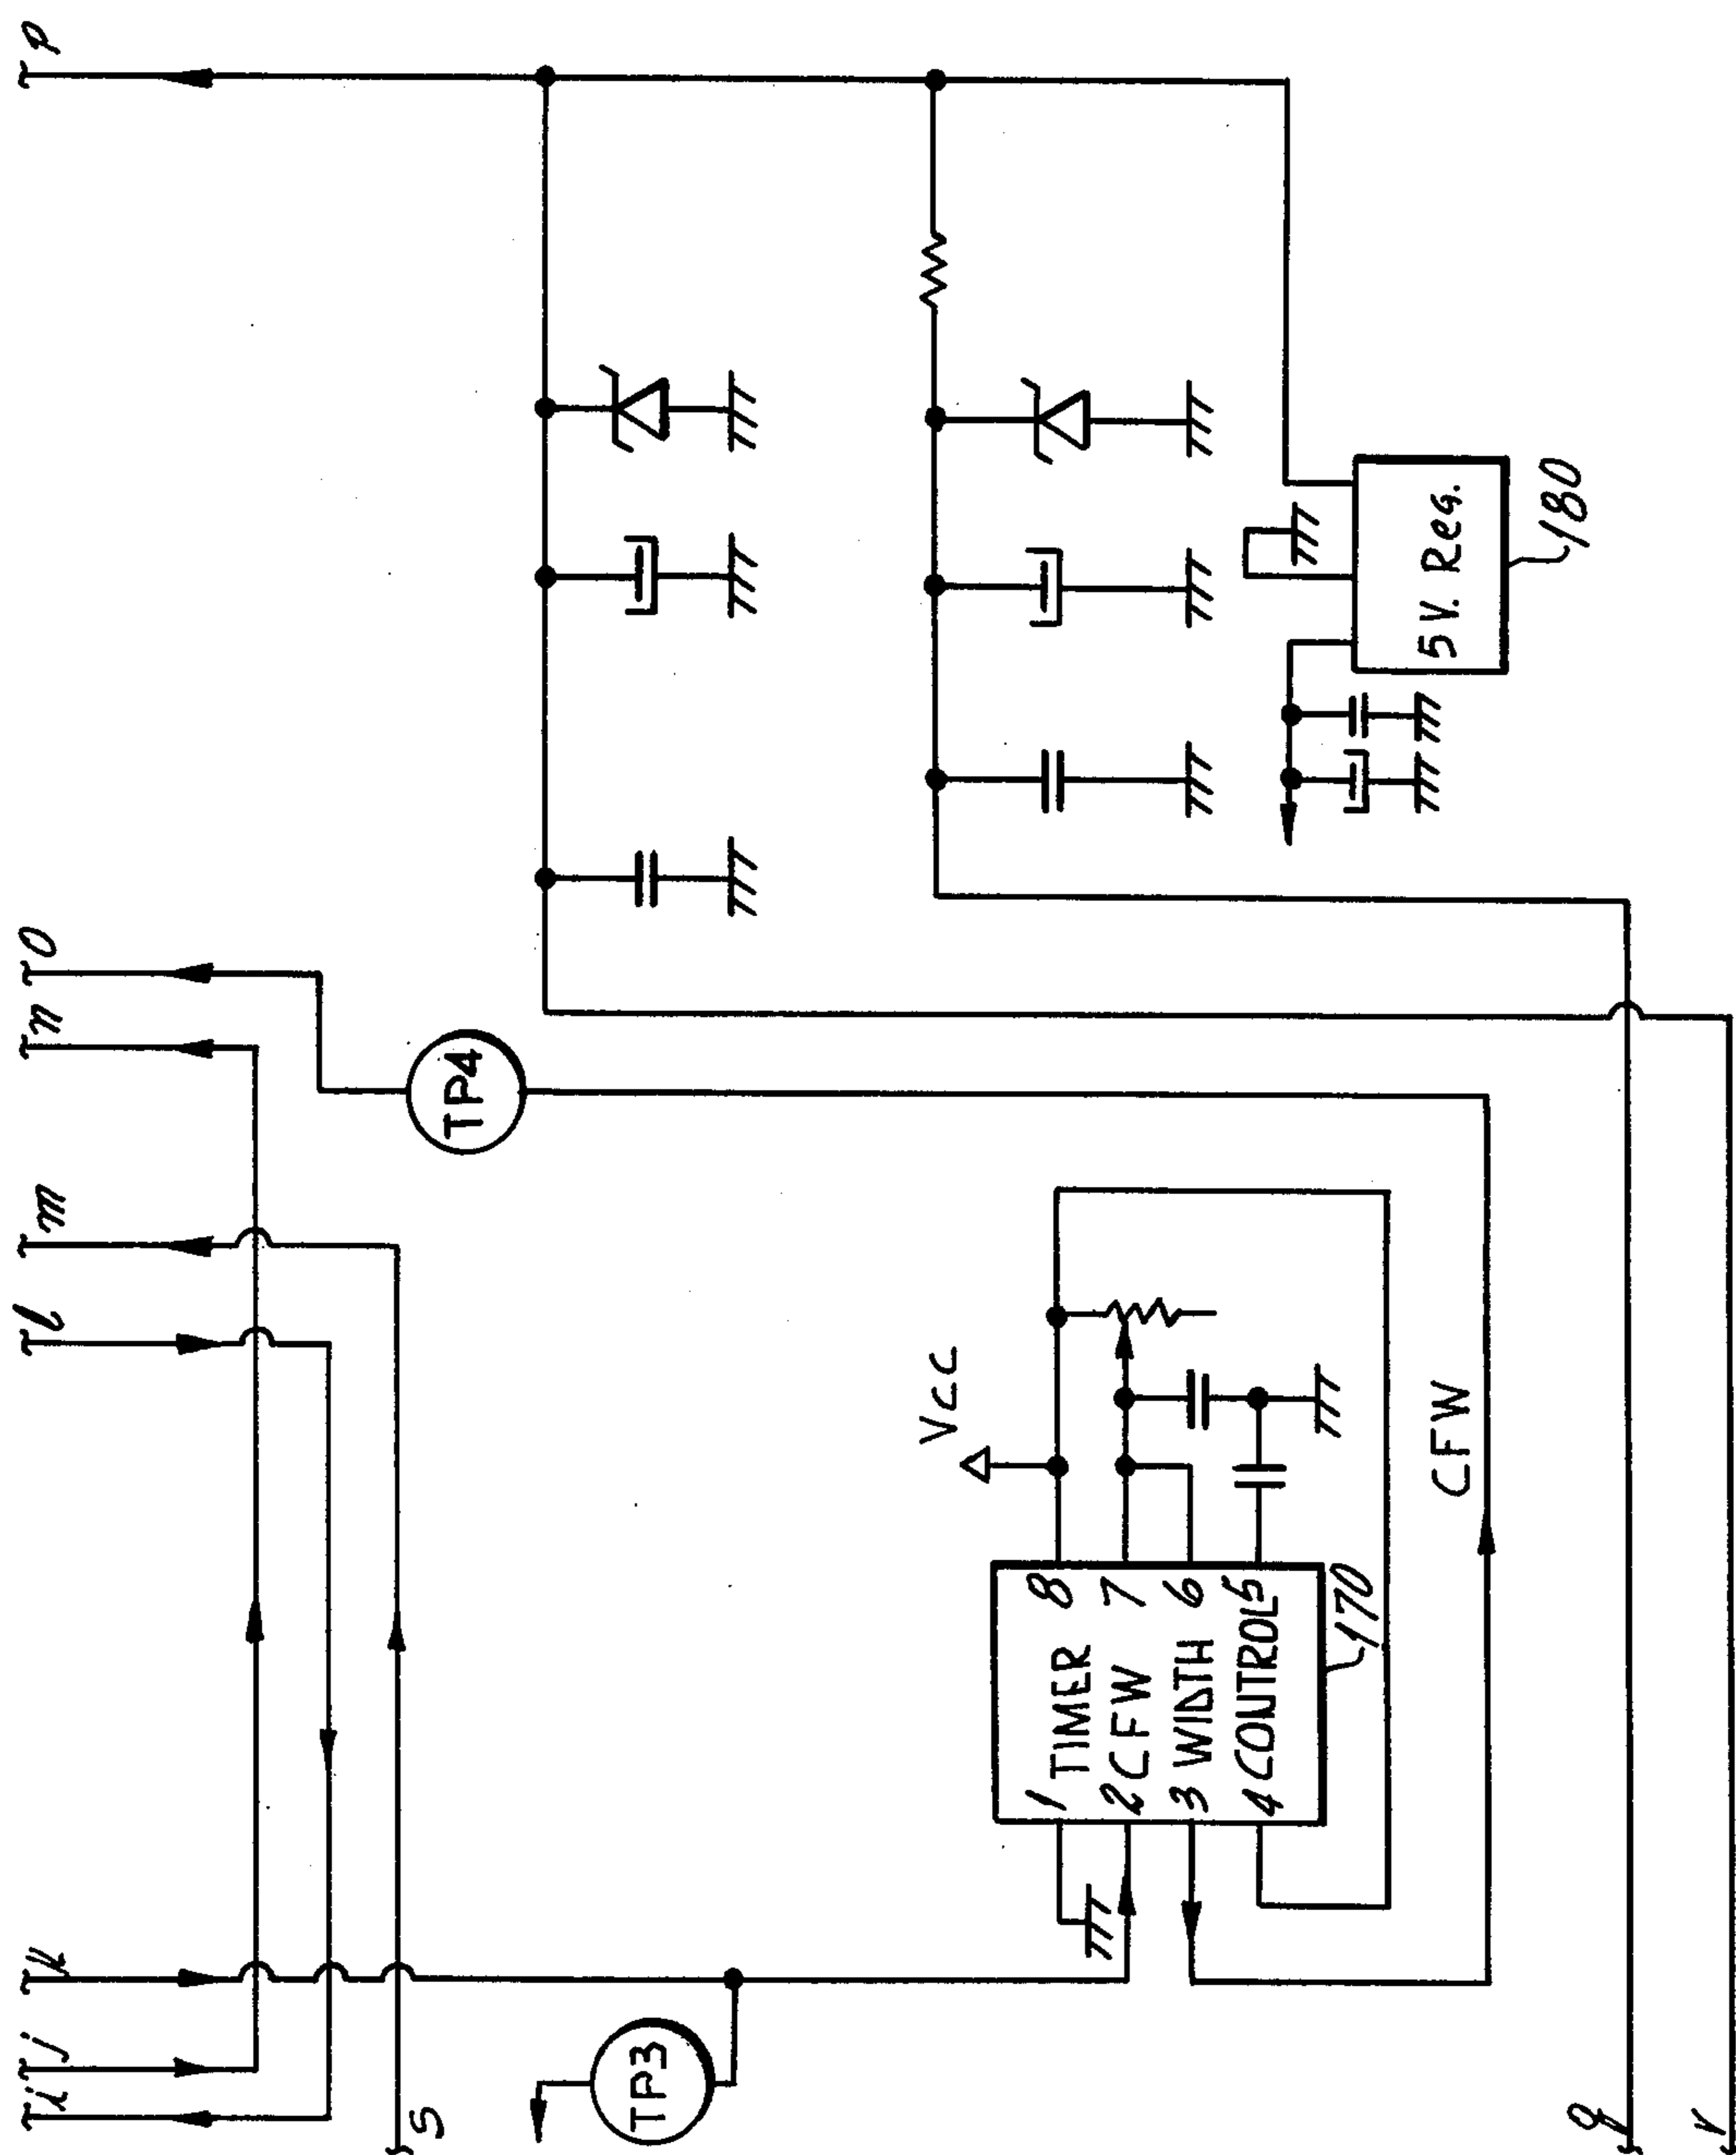 i
j
k
l
m
n
O
p
s
TP3
TP4
Vcc
1 TIMER 8
2 CFW 7
3 WIDTH 6
4 CONTROL 5
170
CFW
5 V. Reg.
180
q
r